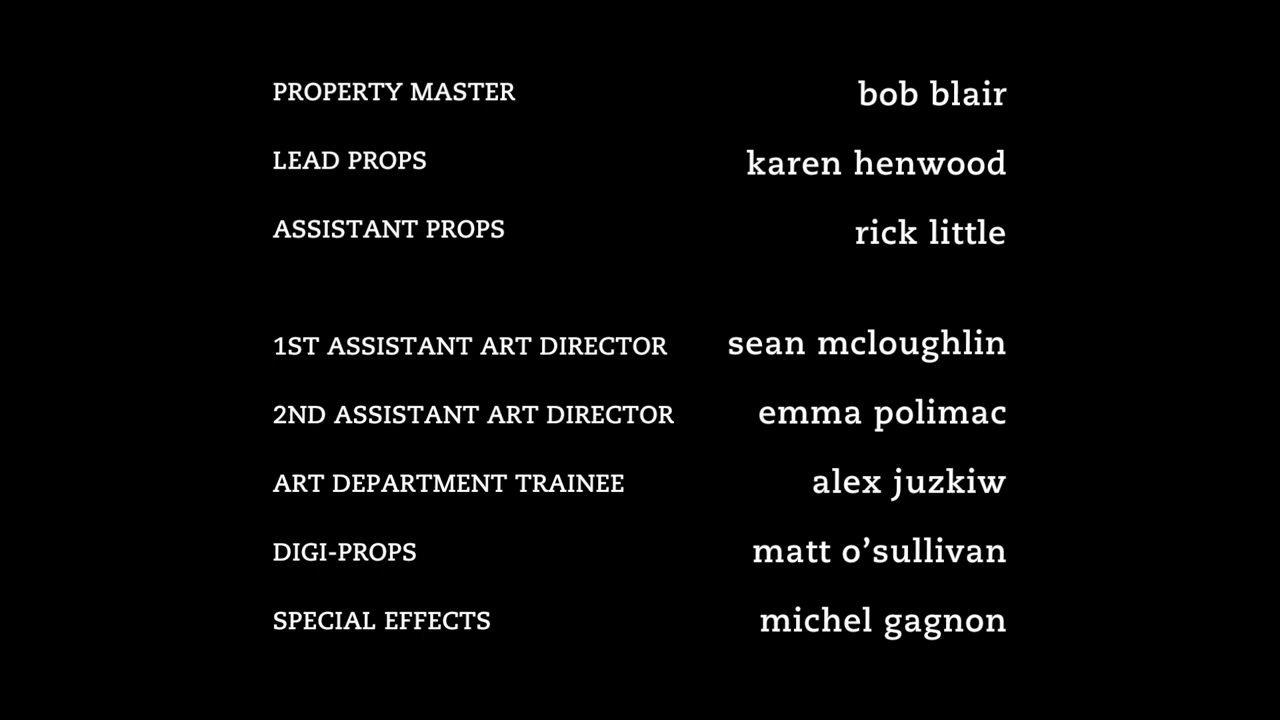 PROPERTY MASTER bob blair
LEAD PROPS karen henwood
ASSISTANT PROPS rick little
1ST ASSISTANT ART DIRECTOR sean mcloughlin
2ND ASSISTANT ART DIRECTOR emma polimac
ART DEPARTMENT TRAINEE alex juzkiw
DIGI-PROPS matt o’sullivan
SPECIAL EFFECTS michel gagnon